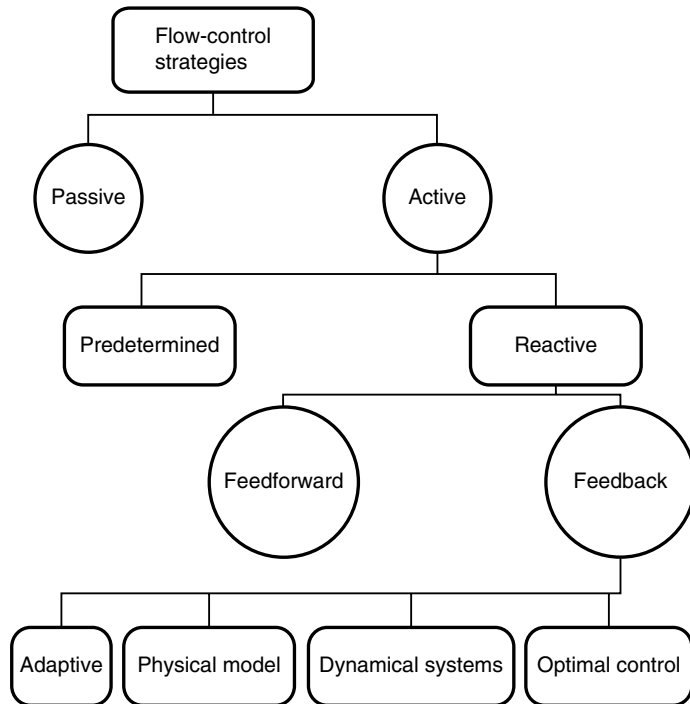 Flow-control
strategies
Passive
Active
Predetermined
Reactive
Feedforward
Feedback
Adaptive
Physical model
Dynamical systems
Optimal control